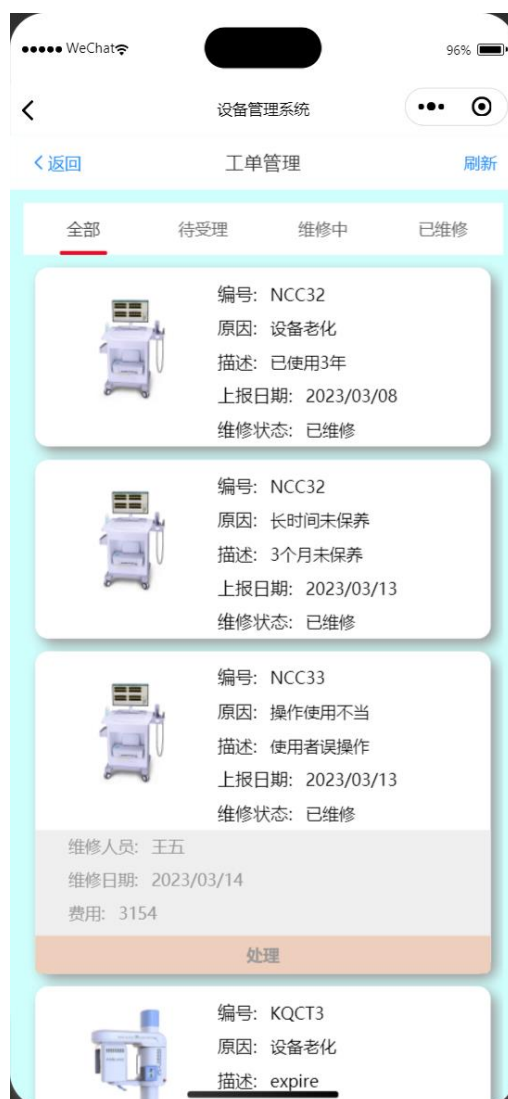 WeChat 96%
设备管理系统
返回 工单管理 刷新
全部 待受理 维修中 已维修
编号: NCC32
原因: 设备老化
描述: 已使用3年
上报日期: 2023/03/08
维修状态: 已维修
编号: NCC32
原因: 长时间未保养
描述: 3个月未保养
上报日期: 2023/03/13
维修状态: 已维修
编号: NCC33
原因: 操作使用不当
描述: 使用者误操作
上报日期: 2023/03/13
维修状态: 已维修
维修人员: 王五
维修日期: 2023/03/14
费用: 3154
处理
编号: KQCT3
原因: 设备老化
描述: expire